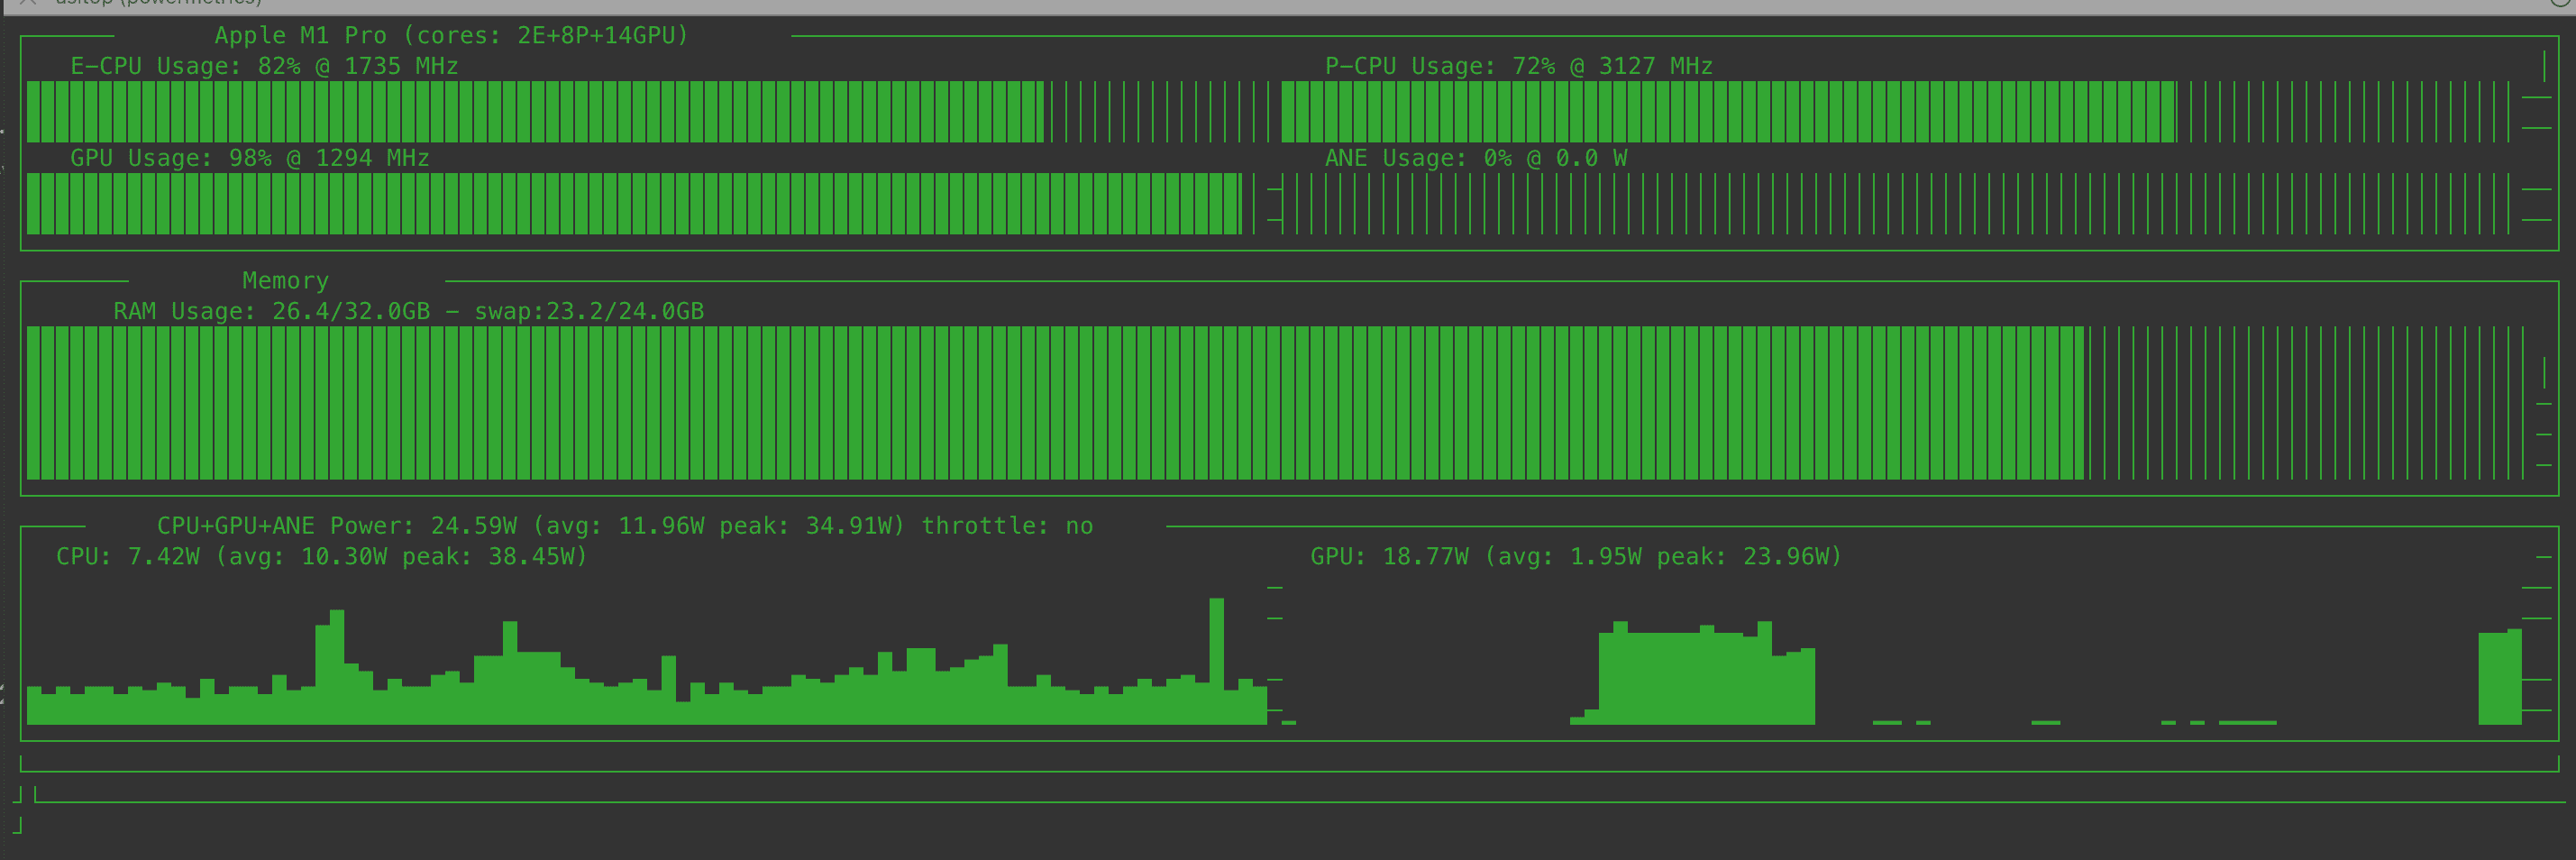 asitop (powermetrics)
Apple M1 Pro (cores: 2E+8P+14GPU)
E-CPU Usage: 82% @ 1735 MHz
P-CPU Usage: 72% @ 3127 MHz
GPU Usage: 98% @ 1294 MHz
ANE Usage: 0% @ 0.0 W
Memory
RAM Usage: 26.4/32.0GB - swap:23.2/24.0GB
CPU+GPU+ANE Power: 24.59W (avg: 11.96W peak: 34.91W) throttle: no
CPU: 7.42W (avg: 10.30W peak: 38.45W)
GPU: 18.77W (avg: 1.95W peak: 23.96W)